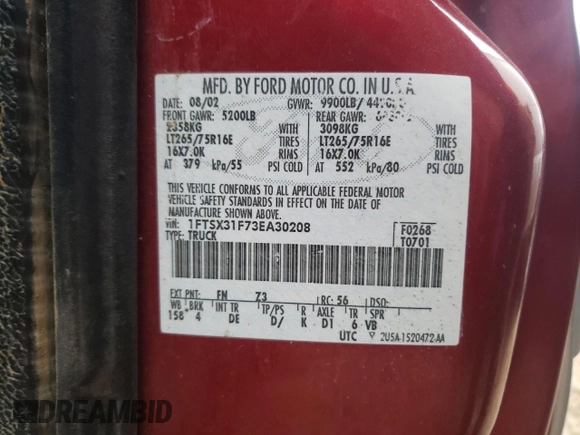 MFD. BY FORD MOTOR CO. IN U.S.A.
DATE: 08/02 GVWR: 9900LB/
FRONT GAWR: 5200LB REAR GAWR:
2358KG WITH 3098KG WITH
LT265/75R16E TIRES LT265/75R16E TIRES
16X7.0K RIMS 16X7.0K RIMS
AT 379 kPa/55 PSI COLD AT 552 kPa/80 PSI COLD
THIS VEHICLE CONFORMS TO ALL APPLICABLE FEDERAL MOTOR
VEHICLE SAFETY STANDARDS IN EFFECT ON THE DATE OF
MANUFACTURE SHOWN ABOVE.
VIN: 1FTSX31F73EA30208 F0268
TYPE: TRUCK T0701
EXT PNT: FN Z3 RC: 56 DSO:
WB BRK INT TR TP/PS R AXLE TR SPR
158 4 DE D/ K D1 6 VB
UTC 2U5A-1520472-AA
DREAMBID